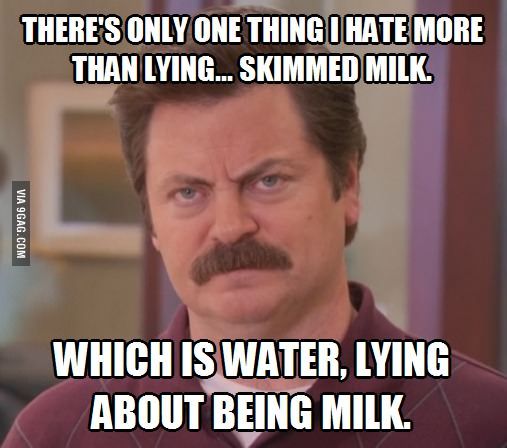 THERE'S ONLY ONE THING I HATE MORE
THAN LYING... SKIMMED MILK.
VIA 9GAG.COM
WHICH IS WATER, LYING
ABOUT BEING MILK.